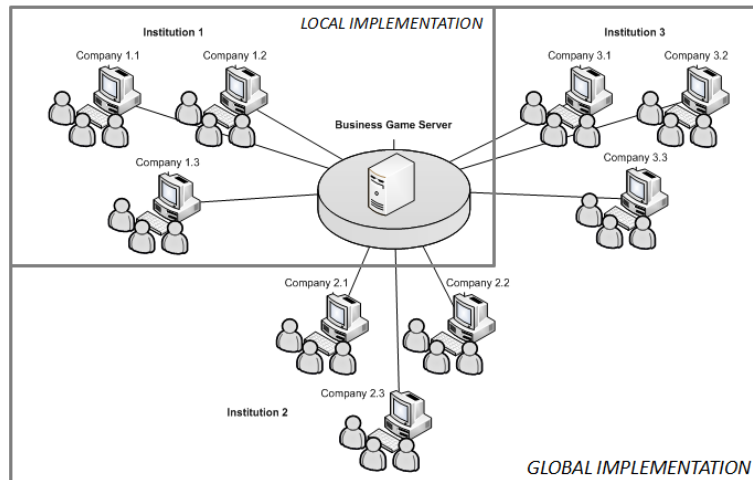 LOCAL IMPLEMENTATION
Institution 1
Company 1.1
Company 1.2
Business Game Server
Company 1.3
Institution 3
Company 3.1
Company 3.2
Company 3.3
Company 2.1
Company 2.2
Company 2.3
Institution 2
GLOBAL IMPLEMENTATION